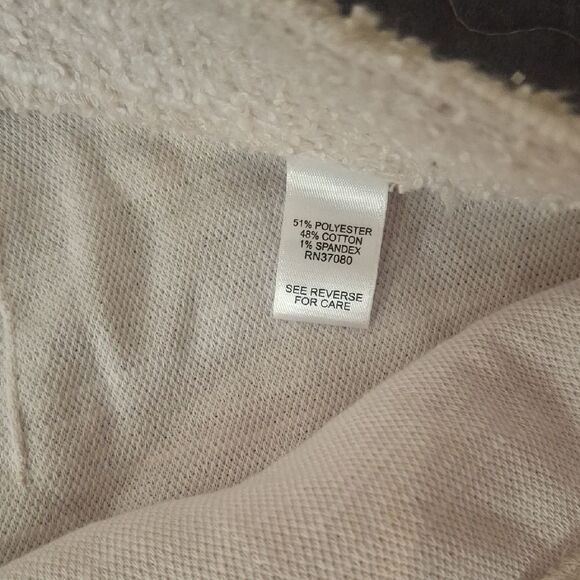 51% POLYESTER
48% COTTON
1% SPANDEX
RN37080
SEE REVERSE
FOR CARE